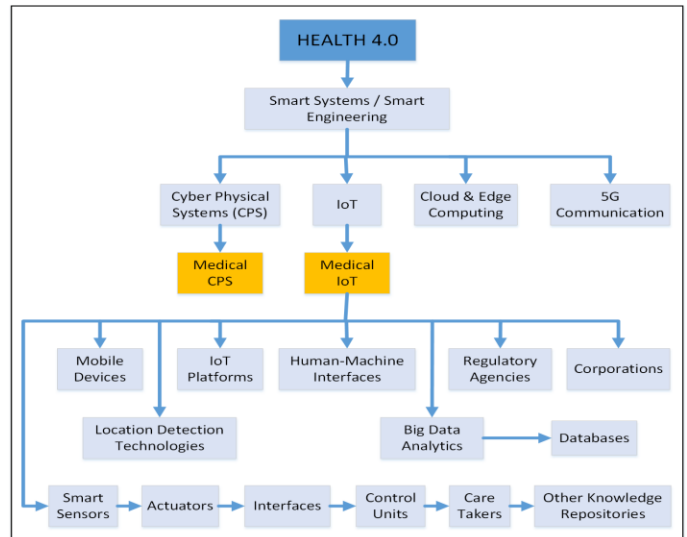 HEALTH 4.0
Smart Systems / Smart
Engineering
Cyber Physical
Systems (CPS)
IoT
Cloud & Edge
Computing
5G
Communication
Medical
CPS
Medical
IoT
Mobile
Devices
IoT
Platforms
Human-Machine
Interfaces
Regulatory
Agencies
Corporations
Location Detection
Technologies
Big Data
Analytics
Databases
Smart
Sensors
Actuators
Interfaces
Control
Units
Care
Takers
Other Knowledge
Repositories